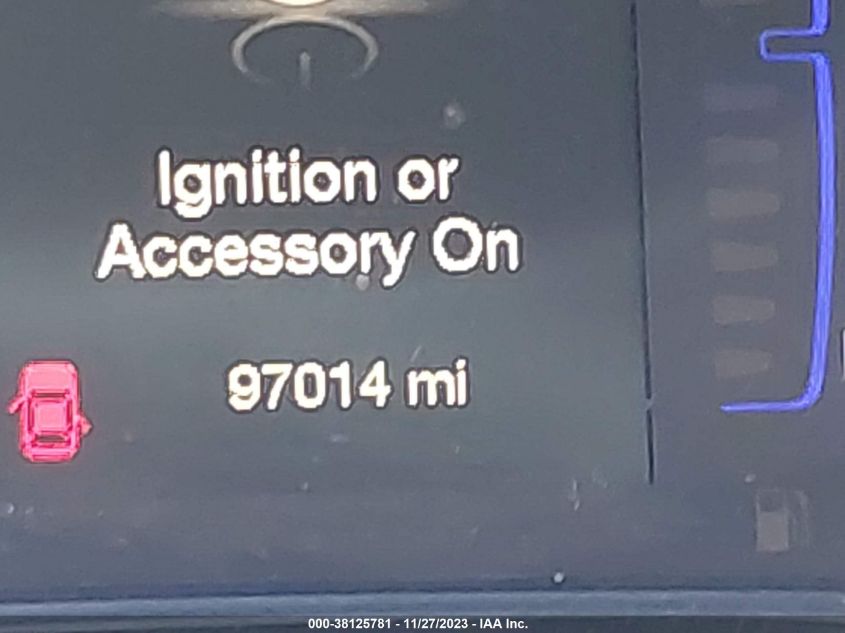 Ignition or
Accessory On
97014 mi
000-38125781 - 11/27/2023 - IAA Inc.